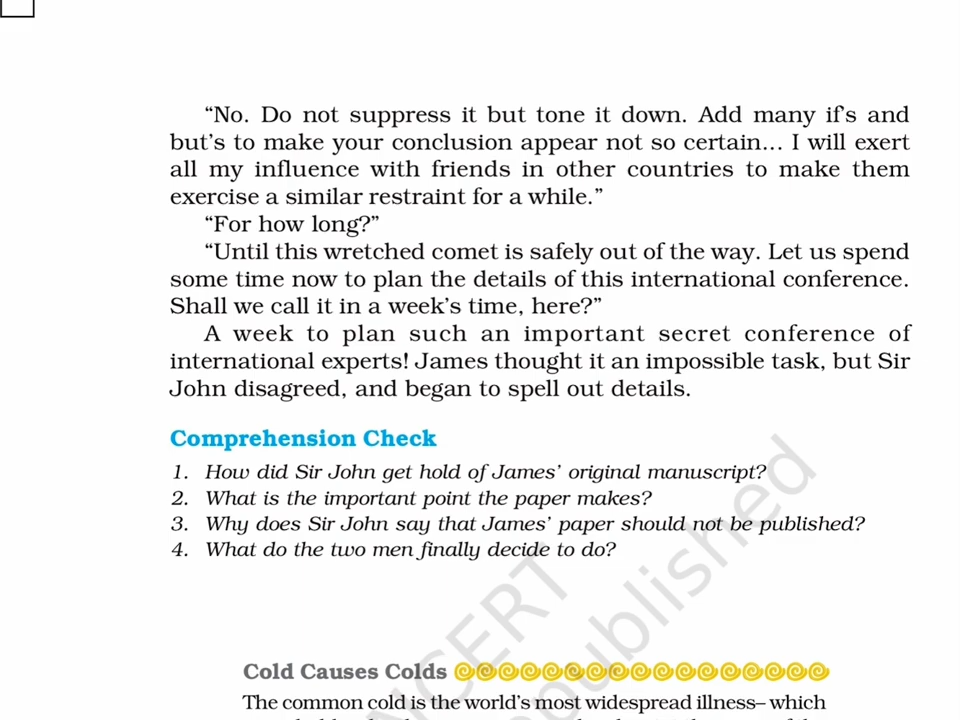 “No. Do not suppress it but tone it down. Add many if's and
but's to make your conclusion appear not so certain... I will exert
all my influence with friends in other countries to make them
exercise a similar restraint for a while.”
“For how long?”
“Until this wretched comet is safely out of the way. Let us spend
some time now to plan the details of this international conference.
Shall we call it in a week's time, here?”
A week to plan such an important secret conference of
international experts! James thought it an impossible task, but Sir
John disagreed, and began to spell out details.
Comprehension Check
1. How did Sir John get hold of James' original manuscript?
2. What is the important point the paper makes?
3. Why does Sir John say that James' paper should not be published?
4. What do the two men finally decide to do?
Cold Causes Colds
The common cold is the world's most widespread illness– which
NCERT
published